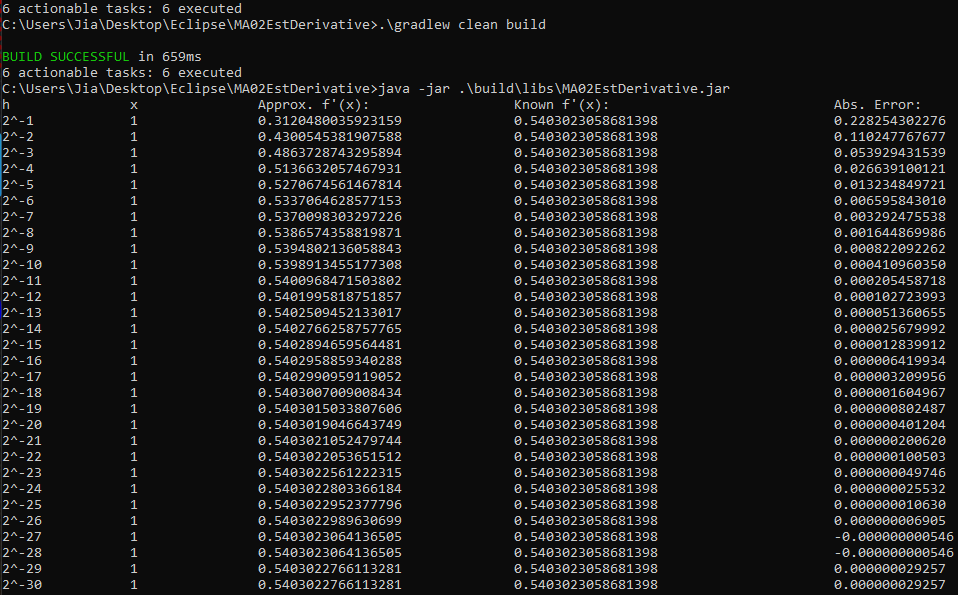 6 actionable tasks: 6 executed
C:\Users\Jia\Desktop\Eclipse\MA02EstDerivative>.\gradlew clean build
BUILD SUCCESSFUL in 659ms
6 actionable tasks: 6 executed
C:\Users\Jia\Desktop\Eclipse\MA02EstDerivative>java -jar .\build\libs\MA02EstDerivative.jar
h x Approx. f'(x): Known f'(x): Abs. Error:
2^-1 1 0.3120480035923159 0.5403023058681398 0.228254302276
2^-2 1 0.4300545381907588 0.5403023058681398 0.110247767677
2^-3 1 0.4863728743295894 0.5403023058681398 0.053929431539
2^-4 1 0.5136632057467931 0.5403023058681398 0.026639100121
2^-5 1 0.5270674561467814 0.5403023058681398 0.013234849721
2^-6 1 0.5337064628577153 0.5403023058681398 0.006595843010
2^-7 1 0.5370098303297226 0.5403023058681398 0.003292475538
2^-8 1 0.5386574358819871 0.5403023058681398 0.001644869986
2^-9 1 0.5394802136058843 0.5403023058681398 0.000822092262
2^-10 1 0.5398913455177308 0.5403023058681398 0.000410960350
2^-11 1 0.5400968471503802 0.5403023058681398 0.000205458718
2^-12 1 0.5401995818751857 0.5403023058681398 0.000102723993
2^-13 1 0.5402509452133017 0.5403023058681398 0.000051360655
2^-14 1 0.5402766258757765 0.5403023058681398 0.000025679992
2^-15 1 0.5402894659564481 0.5403023058681398 0.000012839912
2^-16 1 0.5402958859340288 0.5403023058681398 0.000006419934
2^-17 1 0.5402990959119052 0.5403023058681398 0.000003209956
2^-18 1 0.5403007009008434 0.5403023058681398 0.000001604967
2^-19 1 0.5403015033807606 0.5403023058681398 0.000000802487
2^-20 1 0.5403019046643749 0.5403023058681398 0.000000401204
2^-21 1 0.5403021052479744 0.5403023058681398 0.000000200620
2^-22 1 0.5403022053651512 0.5403023058681398 0.000000100503
2^-23 1 0.5403022561222315 0.5403023058681398 0.000000049746
2^-24 1 0.5403022803366184 0.5403023058681398 0.000000025532
2^-25 1 0.5403022952377796 0.5403023058681398 0.000000010630
2^-26 1 0.5403022989630699 0.5403023058681398 0.000000006905
2^-27 1 0.5403023064136505 0.5403023058681398 -0.000000000546
2^-28 1 0.5403023064136505 0.5403023058681398 -0.000000000546
2^-29 1 0.5403022766113281 0.5403023058681398 0.000000029257
2^-30 1 0.5403022766113281 0.5403023058681398 0.000000029257